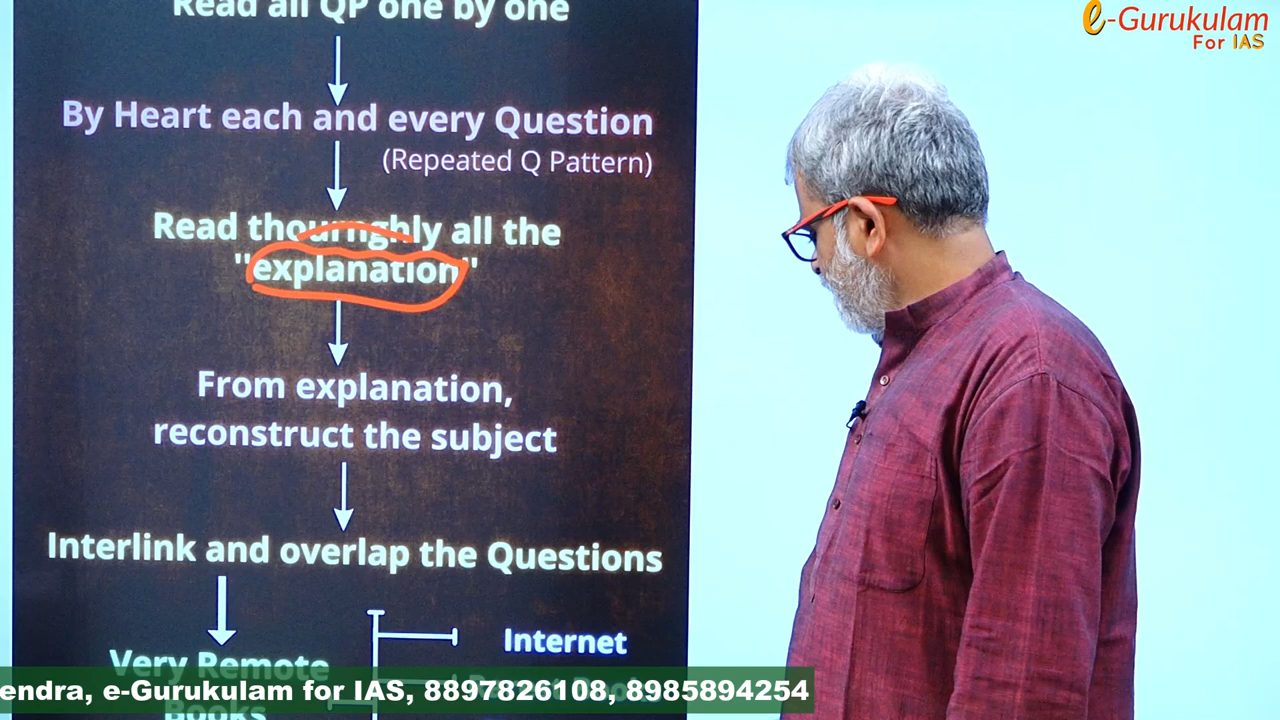 Read all QP one by one
e-Gurukulam
For IAS
By Heart each and every Question
(Repeated Q Pattern)
Read thournghly all the
"explanation"
From explanation,
reconstruct the subject
Interlink and overlap the Questions
Internet
Very Remote
Books
endra, e-Gurukulam for IAS, 8897826108, 8985894254